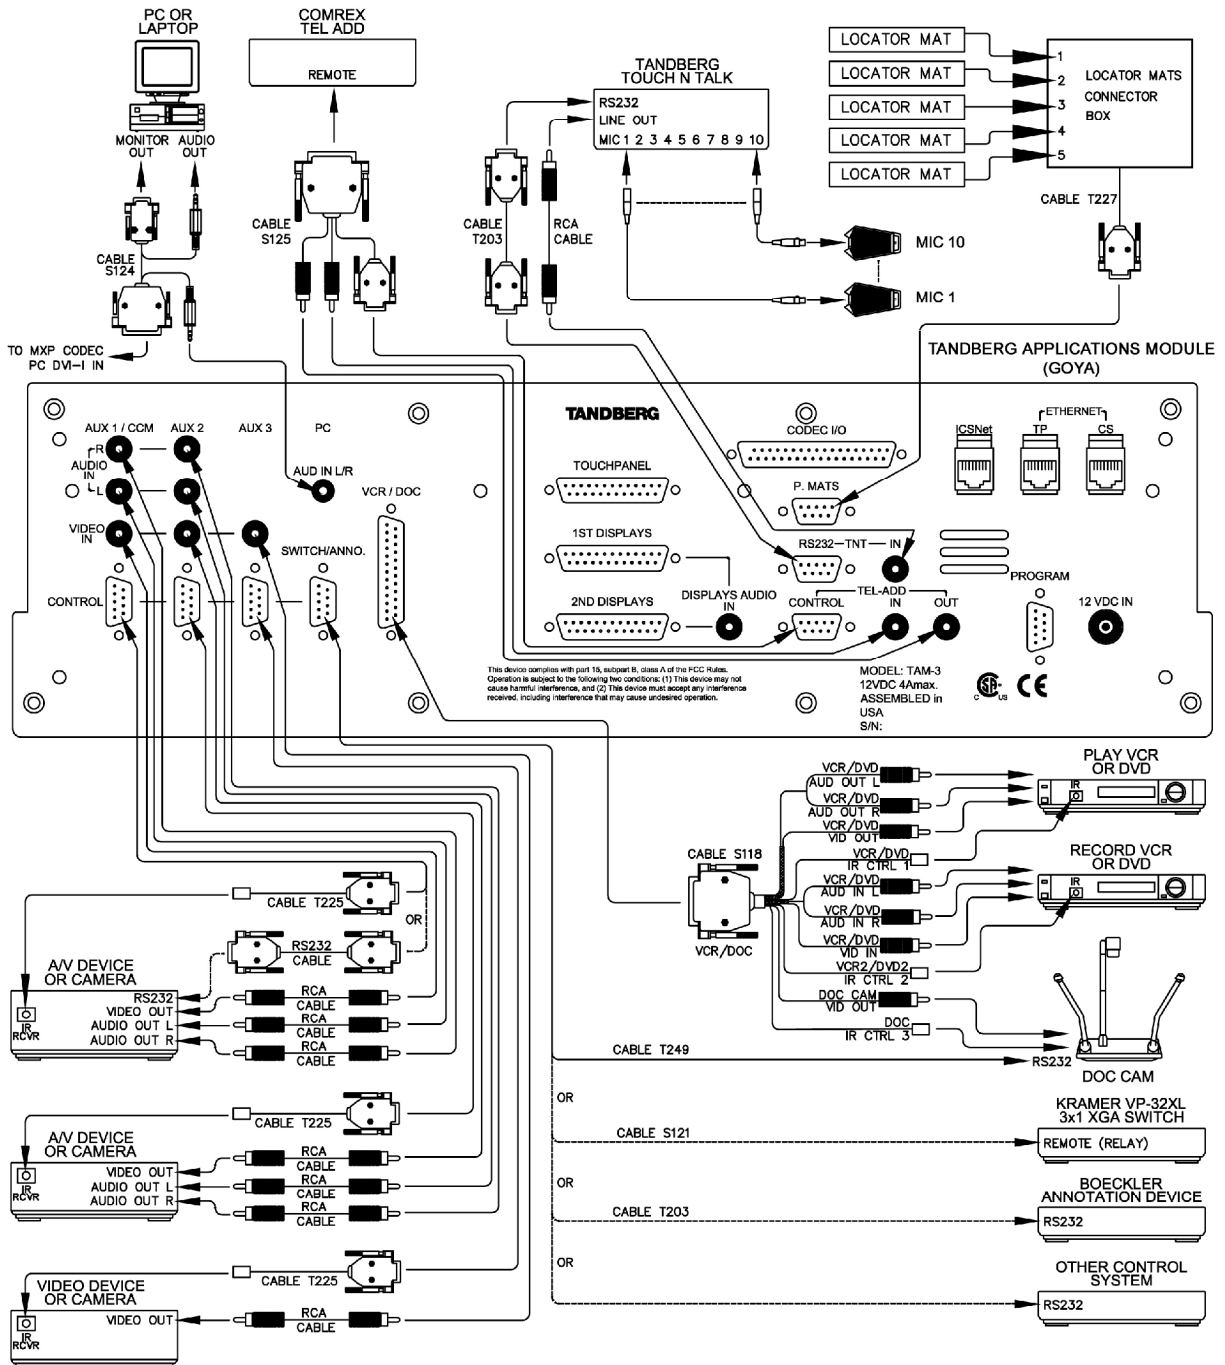 PC OR
LAPTOP
MONITOR
OUT
AUDIO
OUT
CABLE
S124
TO MXP CODEC
PC DVI-I IN
COMREX
TEL ADD
REMOTE
CABLE
S125
TANDBERG
TOUCH N TALK
RS232
LINE OUT
MIC 1 2 3 4 5 6 7 8 9 10
CABLE
T203
RCA
CABLE
MIC 10
MIC 1
LOCATOR MAT
LOCATOR MAT
LOCATOR MAT
LOCATOR MAT
LOCATOR MAT
1
2
3
4
5
LOCATOR MATS
CONNECTOR
BOX
CABLE T227
TANDBERG APPLICATIONS MODULE
(GOYA)
AUX 1 / CCM
AUX 2
AUX 3
PC
R
AUDIO
IN
L
VIDEO
IN
CONTROL
AUD IN L/R
SWITCH/ANNO.
VCR / DOC
TANDBERG
TOUCHPANEL
1ST DISPLAYS
2ND DISPLAYS
DISPLAYS AUDIO
IN
CODEC I/O
P. MATS
RS232-TNT
IN
CONTROL
TEL-ADD
IN
OUT
ICSNet
ETHERNET
TP
CS
PROGRAM
12 VDC IN
This device complies with part 15, subpart B, class A of the FCC Rules.
Operation is subject to the following two conditions: (1) This device may not
cause harmful interference, and (2) This device must accept any interference
received, including interference that may cause undesired operation.
MODEL: TAM-3
12VDC 4Amax.
ASSEMBLED in
USA
S/N:
C
SA
US
CE
CABLE T225
OR
RS232
CABLE
A/V DEVICE
OR CAMERA
IR
RCVR
RS232
VIDEO OUT
AUDIO OUT L
AUDIO OUT R
RCA
CABLE
RCA
CABLE
RCA
CABLE
CABLE T225
A/V DEVICE
OR CAMERA
IR
RCVR
VIDEO OUT
AUDIO OUT L
AUDIO OUT R
RCA
CABLE
RCA
CABLE
RCA
CABLE
CABLE T225
VIDEO DEVICE
OR CAMERA
IR
RCVR
VIDEO OUT
RCA
CABLE
CABLE S118
VCR/DOC
VCR/DVD
AUD OUT L
VCR/DVD
AUD OUT R
VCR/DVD
VID OUT
VCR/DVD
IR CTRL 1
VCR/DVD
AUD IN L
VCR/DVD
AUD IN R
VCR/DVD
VID IN
VCR2/DVD2
IR CTRL 2
DOC CAM
VID OUT
DOC
IR CTRL 3
PLAY VCR
OR DVD
IR
RECORD VCR
OR DVD
IR
CABLE T249
RS232
DOC CAM
OR
CABLE S121
KRAMER VP-32XL
3x1 XGA SWITCH
REMOTE (RELAY)
OR
CABLE T203
BOECKLER
ANNOTATION DEVICE
RS232
OR
OTHER CONTROL
SYSTEM
RS232